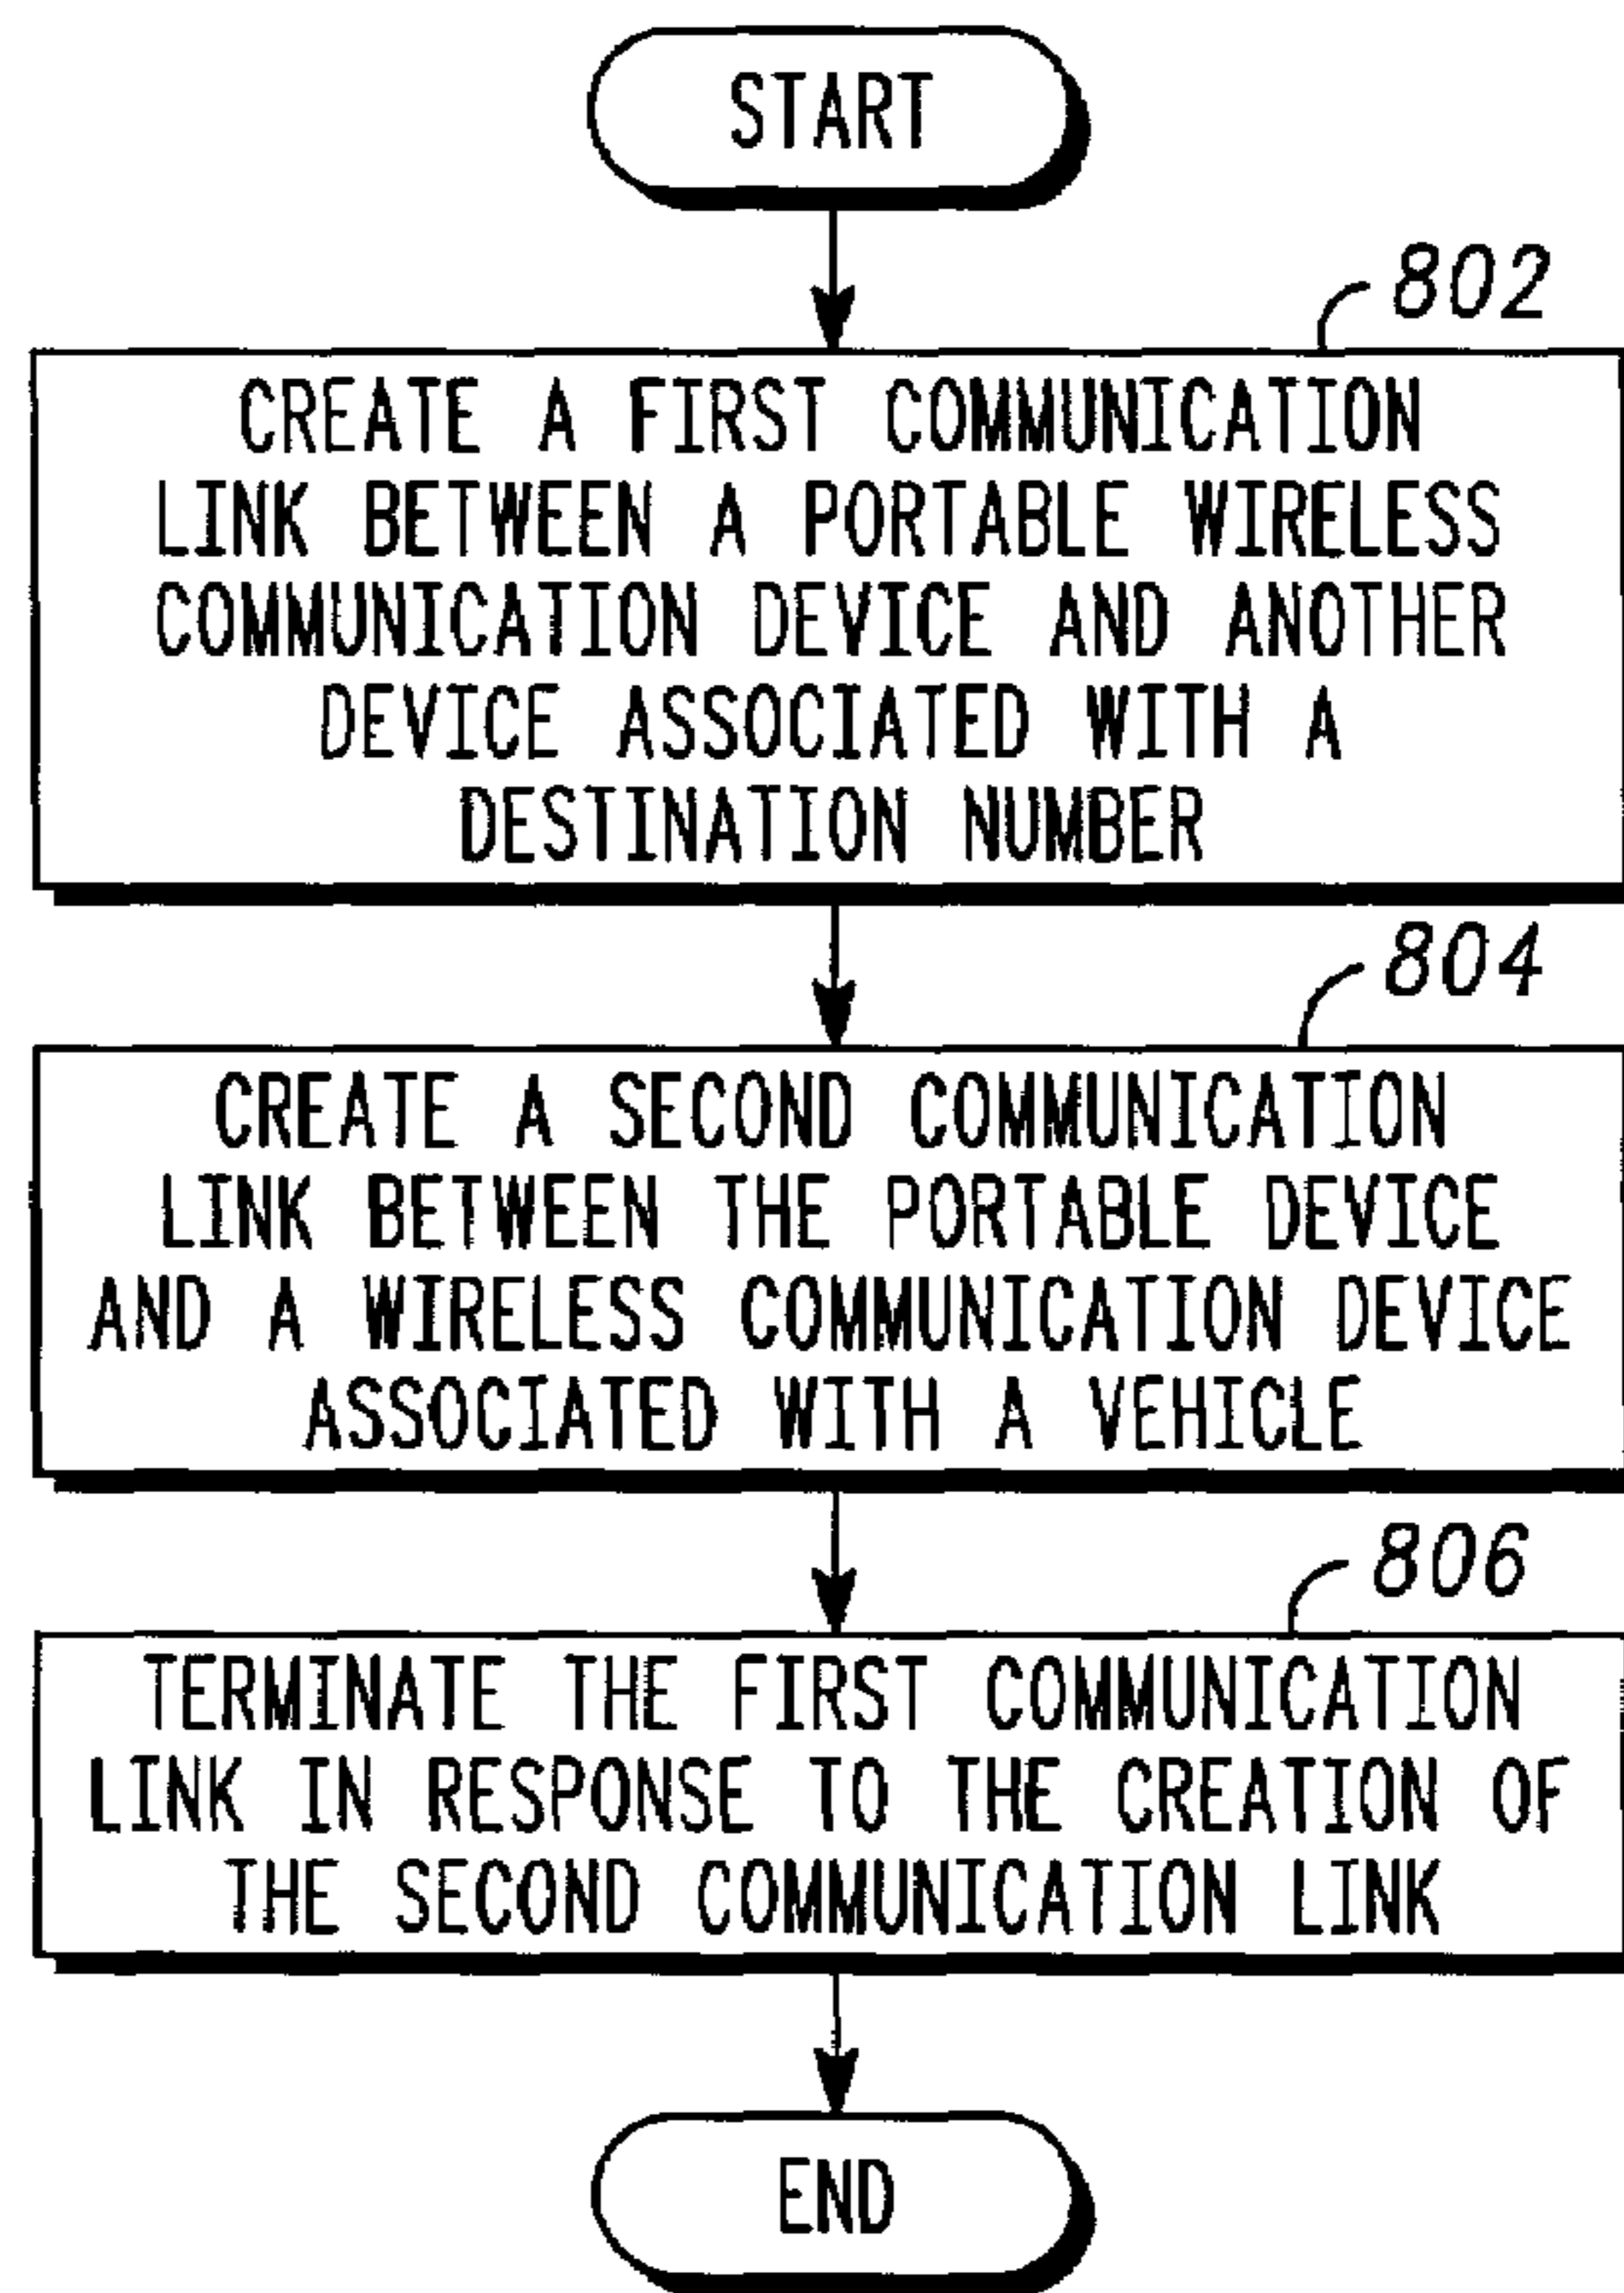 START
802
CREATE A FIRST COMMUNICATION
LINK BETWEEN A PORTABLE WIRELESS
COMMUNICATION DEVICE AND ANOTHER
DEVICE ASSOCIATED WITH A
DESTINATION NUMBER
804
CREATE A SECOND COMMUNICATION
LINK BETWEEN THE PORTABLE DEVICE
AND A WIRELESS COMMUNICATION DEVICE
ASSOCIATED WITH A VEHICLE
806
TERMINATE THE FIRST COMMUNICATION
LINK IN RESPONSE TO THE CREATION OF
THE SECOND COMMUNICATION LINK
END